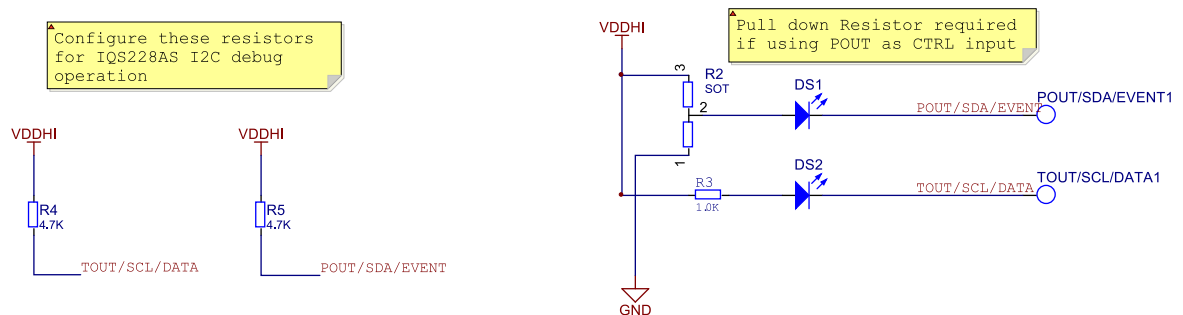 Configure these resistors
for IQS228AS I2C debug
operation
VDDHI
R4
4.7K
TOUT/SCL/DATA
VDDHI
R5
4.7K
POUT/SDA/EVENT
VDDHI
Pull down Resistor required
if using POUT as CTRL input
3
R2
SOT
2
1
DS1
POUT/SDA/EVENT
POUT/SDA/EVENT1
R3
1.0K
DS2
TOUT/SCL/DATA
TOUT/SCL/DATA1
GND